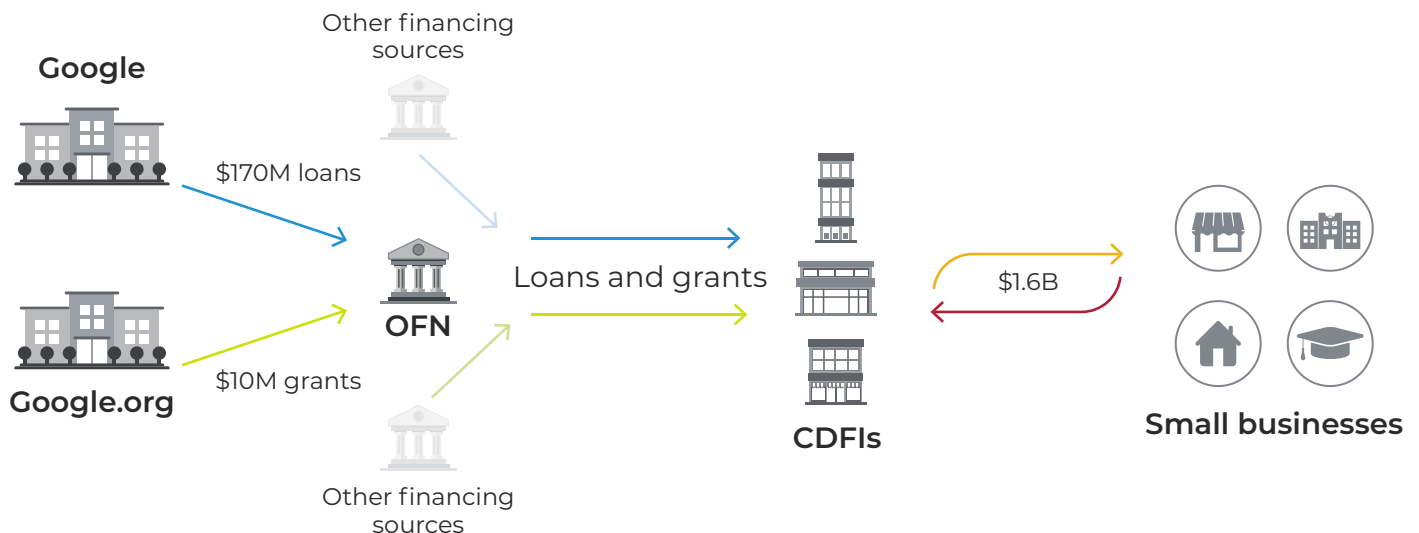 Other financing
sources
Google
$170M loans
Loans and grants
$1.6B
OFN
$10M grants
Google.org
Small businesses
CDFIs
Other financing
sources